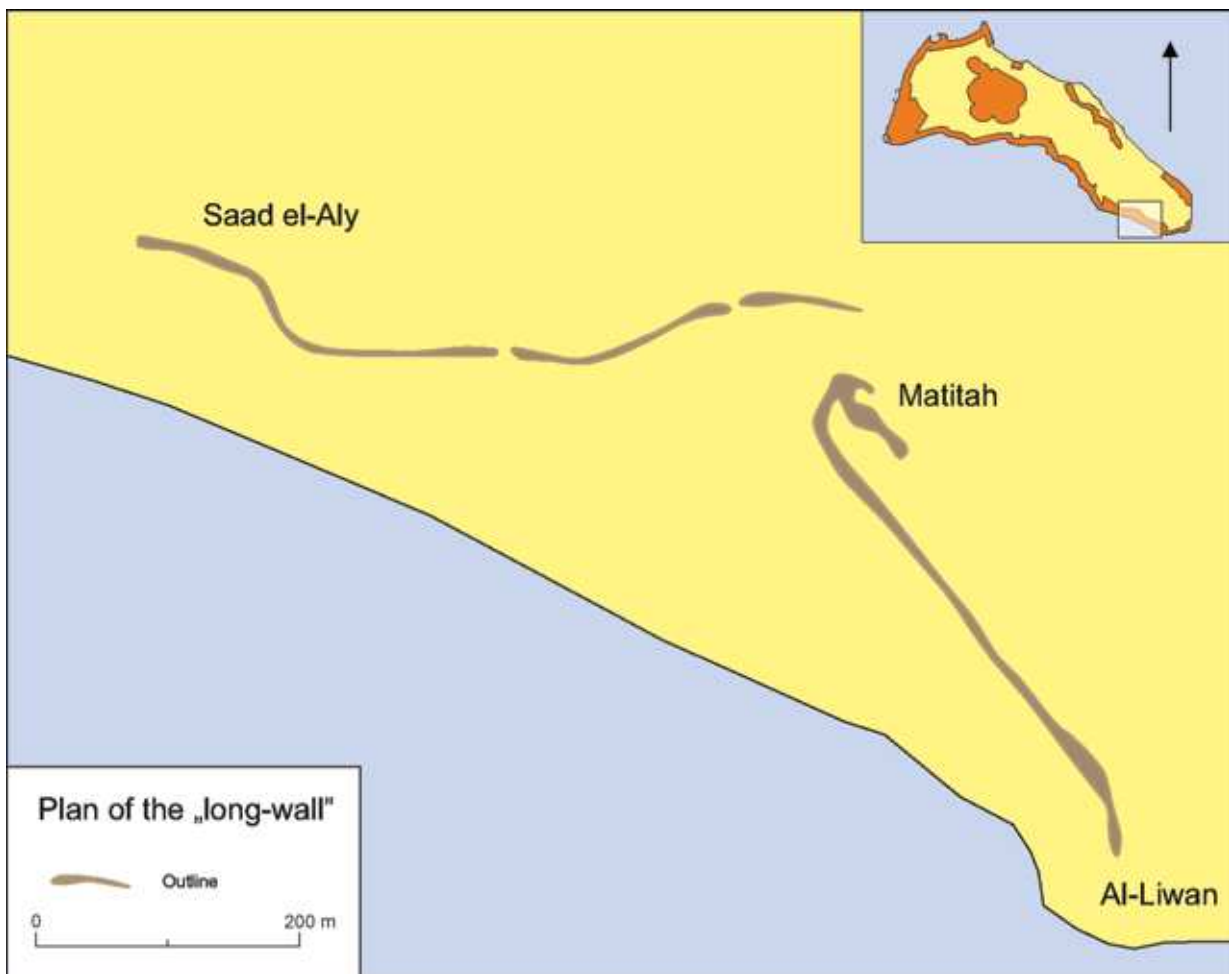 Saad el-Aly
Matitah
Al-Liwan
Plan of the „long-wall"
Outline
0 200 m